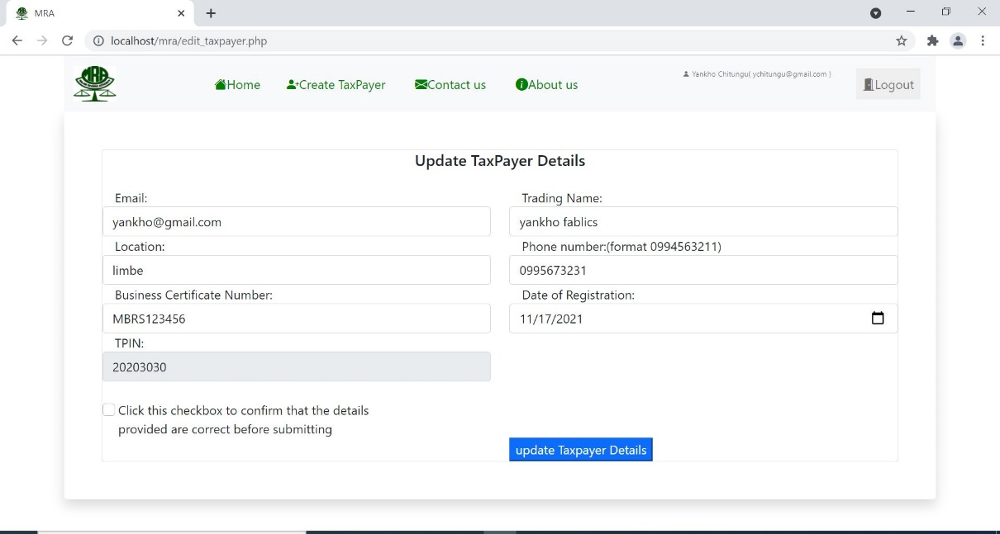 MRA
localhost/mra/edit_taxpayer.php
MRA
Home
Create TaxPayer
Contact us
About us
Yankho Chitungu( ychitungu@gmail.com )
Logout
Update TaxPayer Details
Email:
Trading Name:
yankho@gmail.com
yankho fablics
Location:
Phone number:(format 0994563211)
limbe
0995673231
Business Certificate Number:
Date of Registration:
MBRS123456
11/17/2021
TPIN:
20203030
Click this checkbox to confirm that the details
provided are correct before submitting
update Taxpayer Details